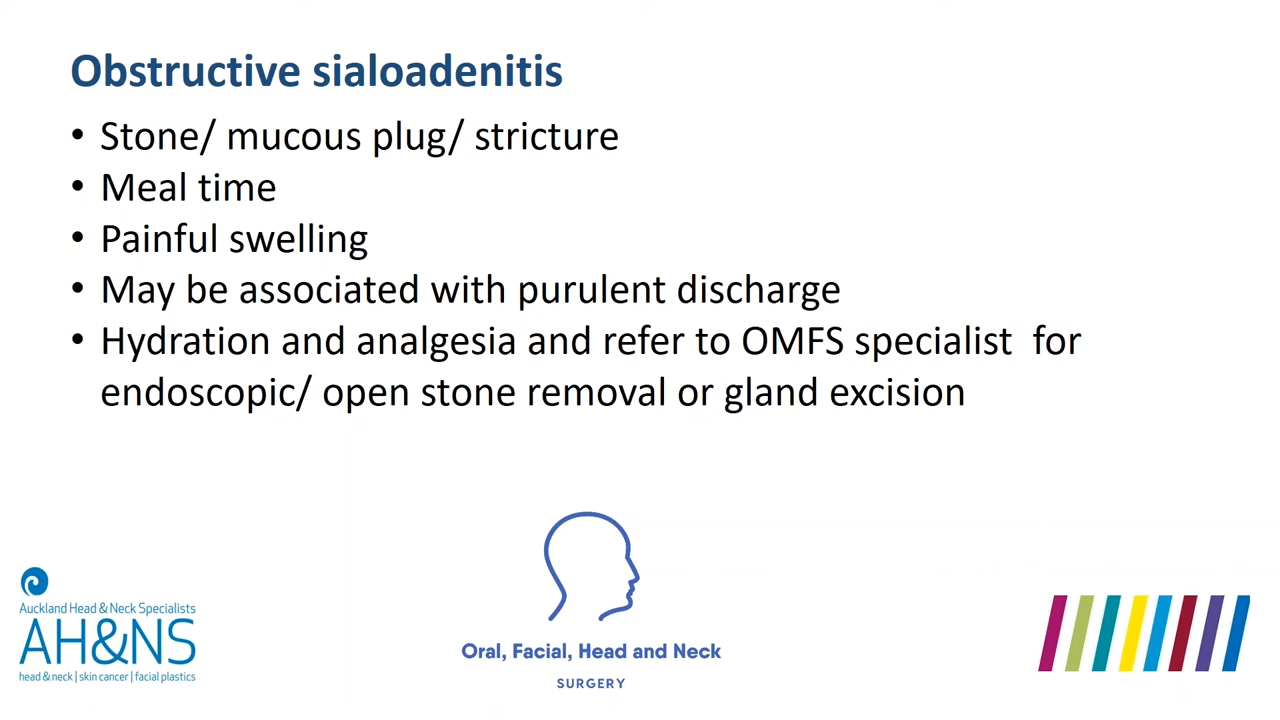 Obstructive sialoadenitis
• Stone/ mucous plug/ stricture
• Meal time
• Painful swelling
• May be associated with purulent discharge
• Hydration and analgesia and refer to OMFS specialist  for
endoscopic/ open stone removal or gland excision
Auckland Head & Neck Specialists
AH&NS
head & neck | skin cancer | facial plastics
Oral, Facial, Head and Neck
SURGERY